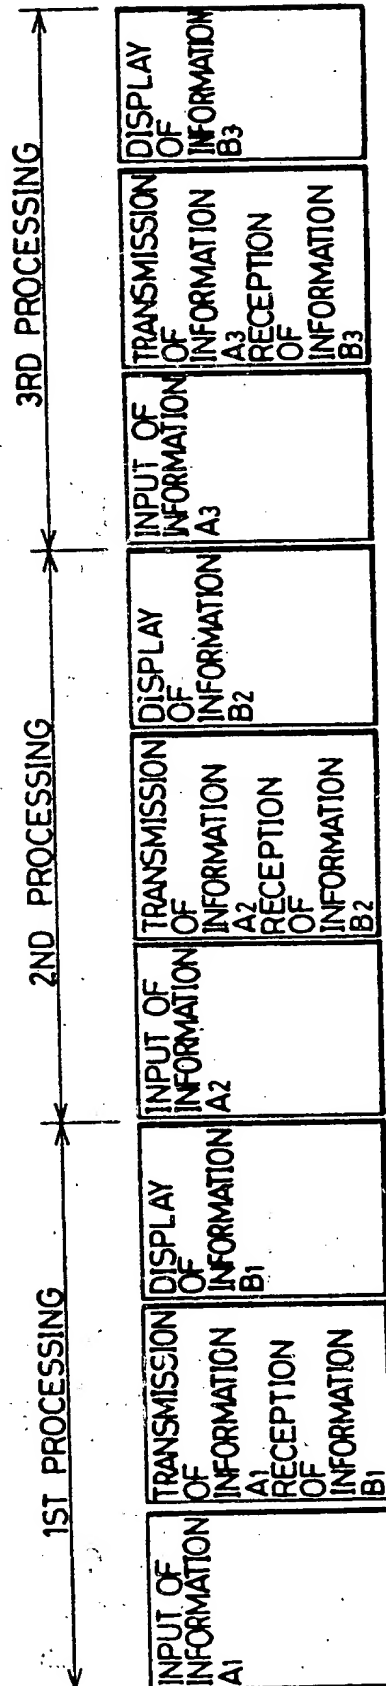 1ST PROCESSING
INPUT OF
INFORMATION
A1
TRANSMISSION
OF
INFORMATION
A1
RECEPTION
OF
INFORMATION
B1
DISPLAY
OF
INFORMATION
B1
2ND PROCESSING
INPUT OF
INFORMATION
A2
TRANSMISSION
OF
INFORMATION
A2
RECEPTION
OF
INFORMATION
B2
DISPLAY
OF
INFORMATION
B2
3RD PROCESSING
INPUT OF
INFORMATION
A3
TRANSMISSION
OF
INFORMATION
A3
RECEPTION
OF
INFORMATION
B3
DISPLAY
OF
INFORMATION
B3